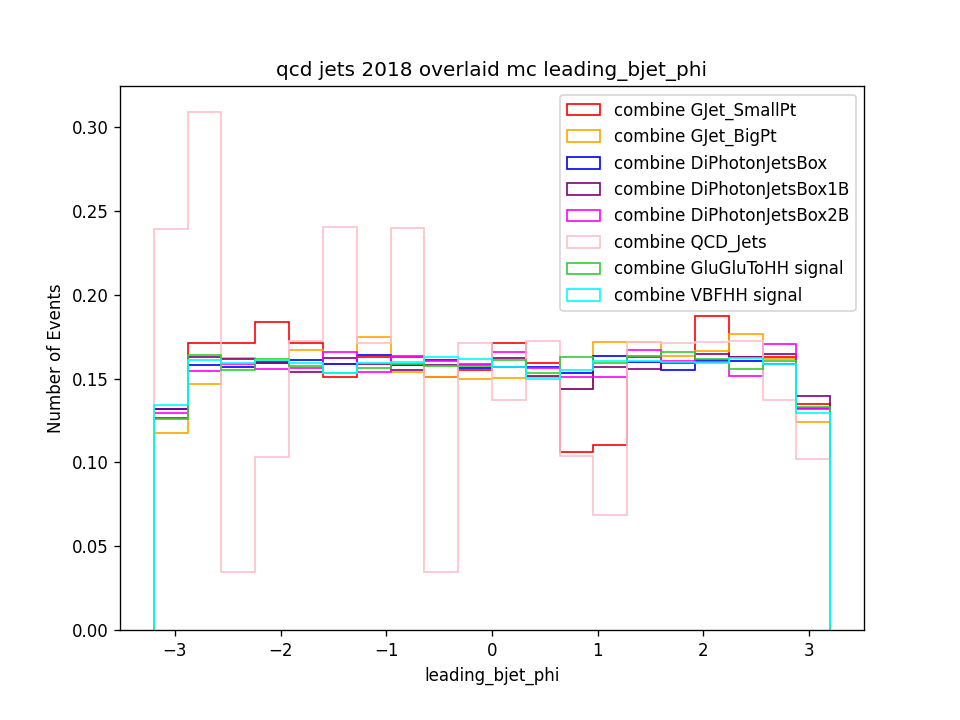 qcd jets 2018 overlaid mc leading_bjet_phi
combine GJet_SmallPt
combine GJet_BigPt
combine DiPhotonJetsBox
combine DiPhotonJetsBox1B
combine DiPhotonJetsBox2B
combine QCD_Jets
combine GluGluToHH signal
combine VBFHH signal
Number of Events
0.30
0.25
0.20
0.15
0.10
0.05
0.00
−3 −2 −1 0 1 2 3
leading_bjet_phi